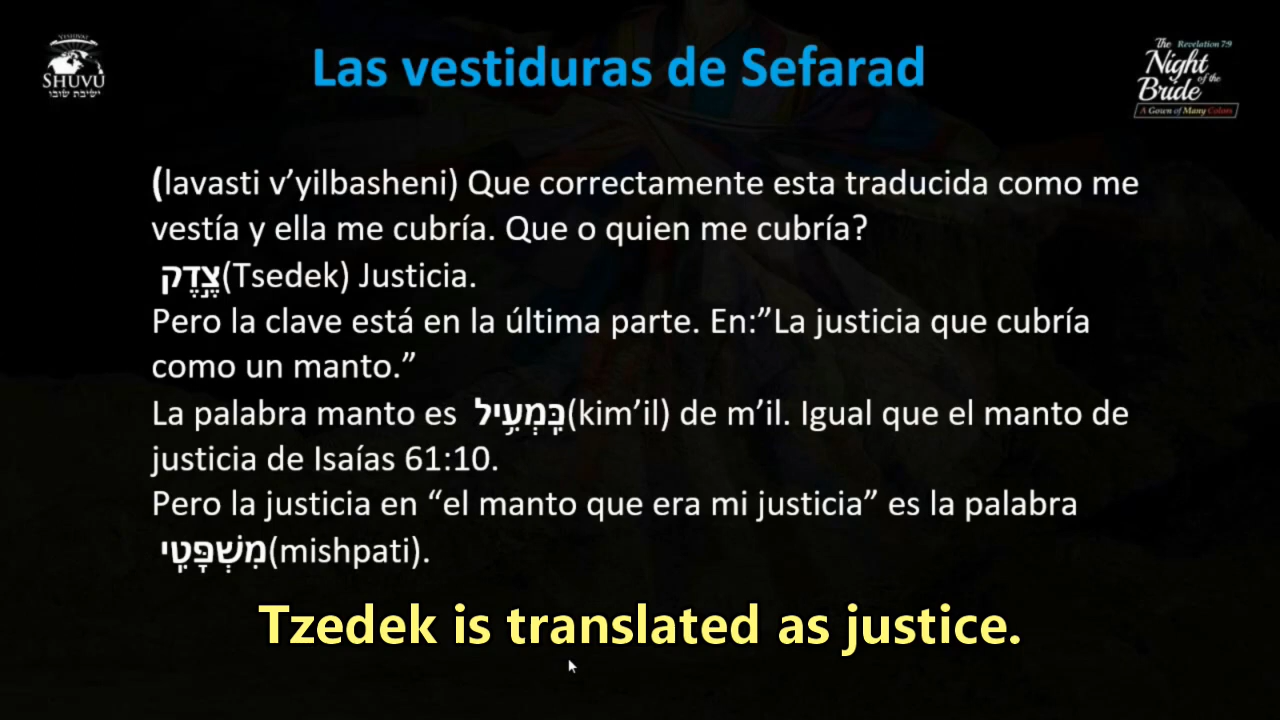 YESHIVAT
SHUVU
ישיבת שובו
Las vestiduras de Sefarad
The Revelation 7:9
Night
of the
Bride
A Gown of Many Colors
(lavasti v’yilbasheni) Que correctamente esta traducida como me
vestía y ella me cubría. Que o quien me cubría?
צֶ֣דֶק(Tsedek) Justicia.
Pero la clave está en la última parte. En:”La justicia que cubría
como un manto.”
La palabra manto es כִּֽמְעִ֥יל(kim’il) de m’il. Igual que el manto de
justicia de Isaías 61:10.
Pero la justicia en “el manto que era mi justicia” es la palabra
מִשְׁפָּטִֽי(mishpati).
Tzedek is translated as justice.